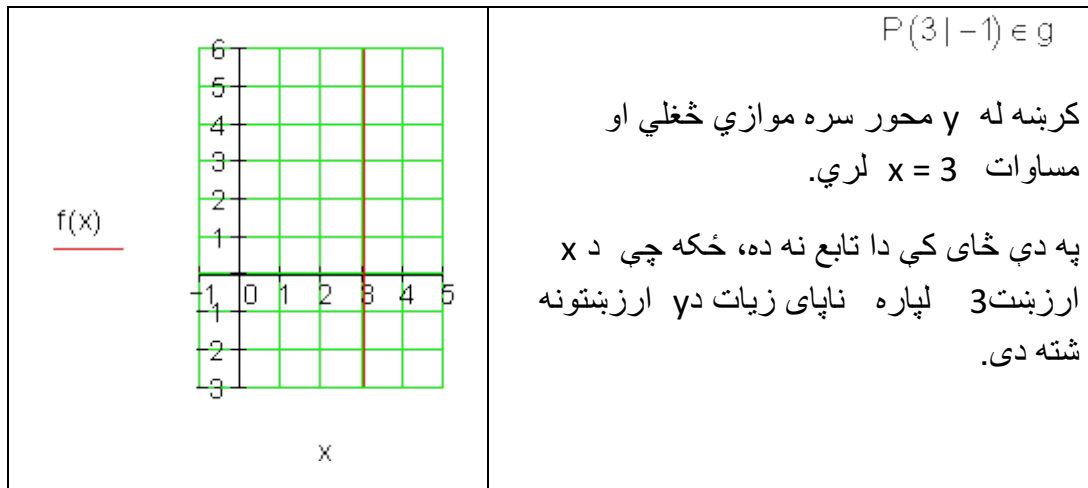 P(3 | −1) ∈ g
کرښه له y محور سره موازي ځغلي او
مساوات x = 3 لري.
په دې ځای کې دا تابع نه ده، ځکه چې د x
ارزښت3 لپاره ناپای زیات دy ارزښتونه
شته دی.
f(x)
6
5
4
3
2
1
−1 0 1 2 3 4 5
−1
−2
−3
x